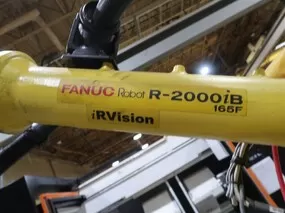 FANUC Robot R-2000iB
165F
iRVision